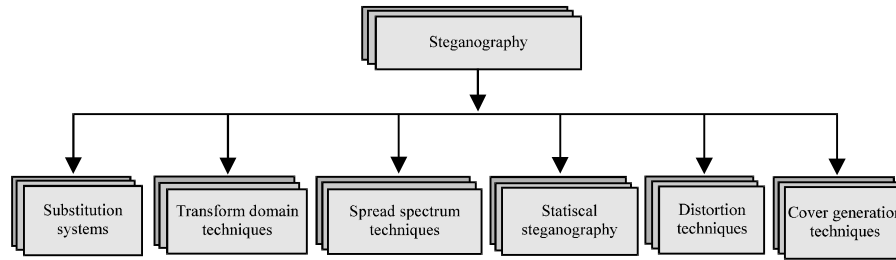 Steganography
Substitution
systems
Transform domain
techniques
Spread spectrum
techniques
Statiscal
steganography
Distortion
techniques
Cover generation
techniques